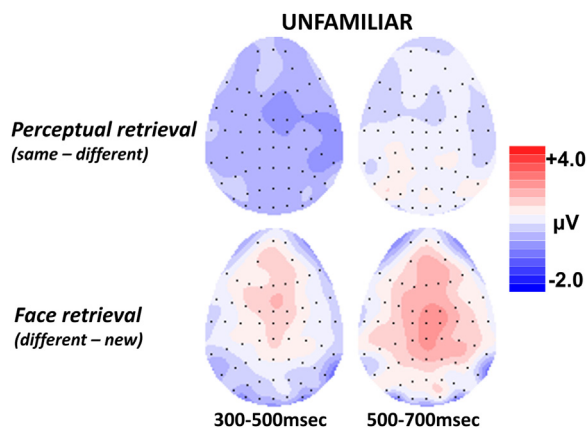 UNFAMILIAR
Perceptual retrieval
(same – different)
+4.0
µV
-2.0
Face retrieval
(different – new)
300-500msec
500-700msec